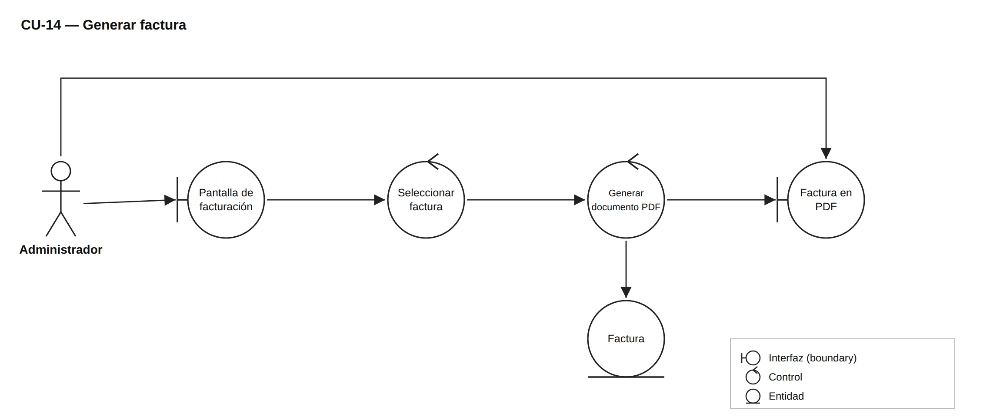 CU-14 — Generar factura
Administrador
Pantalla de
facturación
Seleccionar
factura
Generar
documento PDF
Factura en
PDF
Factura
Interfaz (boundary)
Control
Entidad